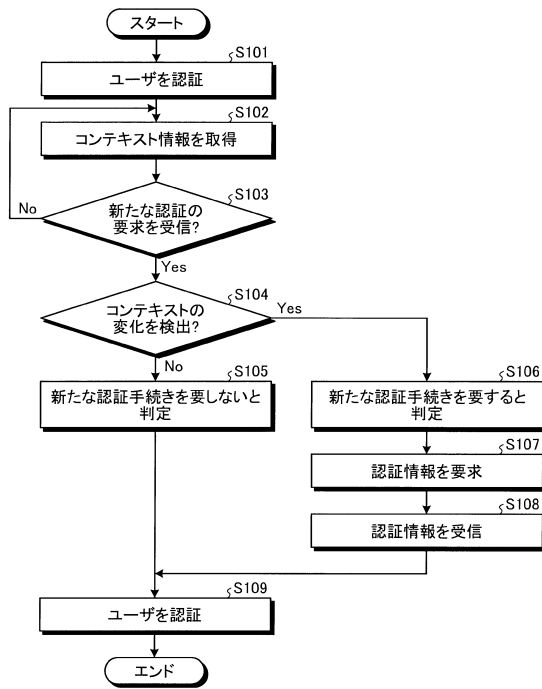 スタート
S101
ユーザを認証
S102
コンテキスト情報を取得
S103
新たな認証の
要求を受信?
No
Yes
S104
コンテキストの
変化を検出?
Yes
No
S105
新たな認証手続きを要しないと
判定
S106
新たな認証手続きを要すると
判定
S107
認証情報を要求
S108
認証情報を受信
S109
ユーザを認証
エンド